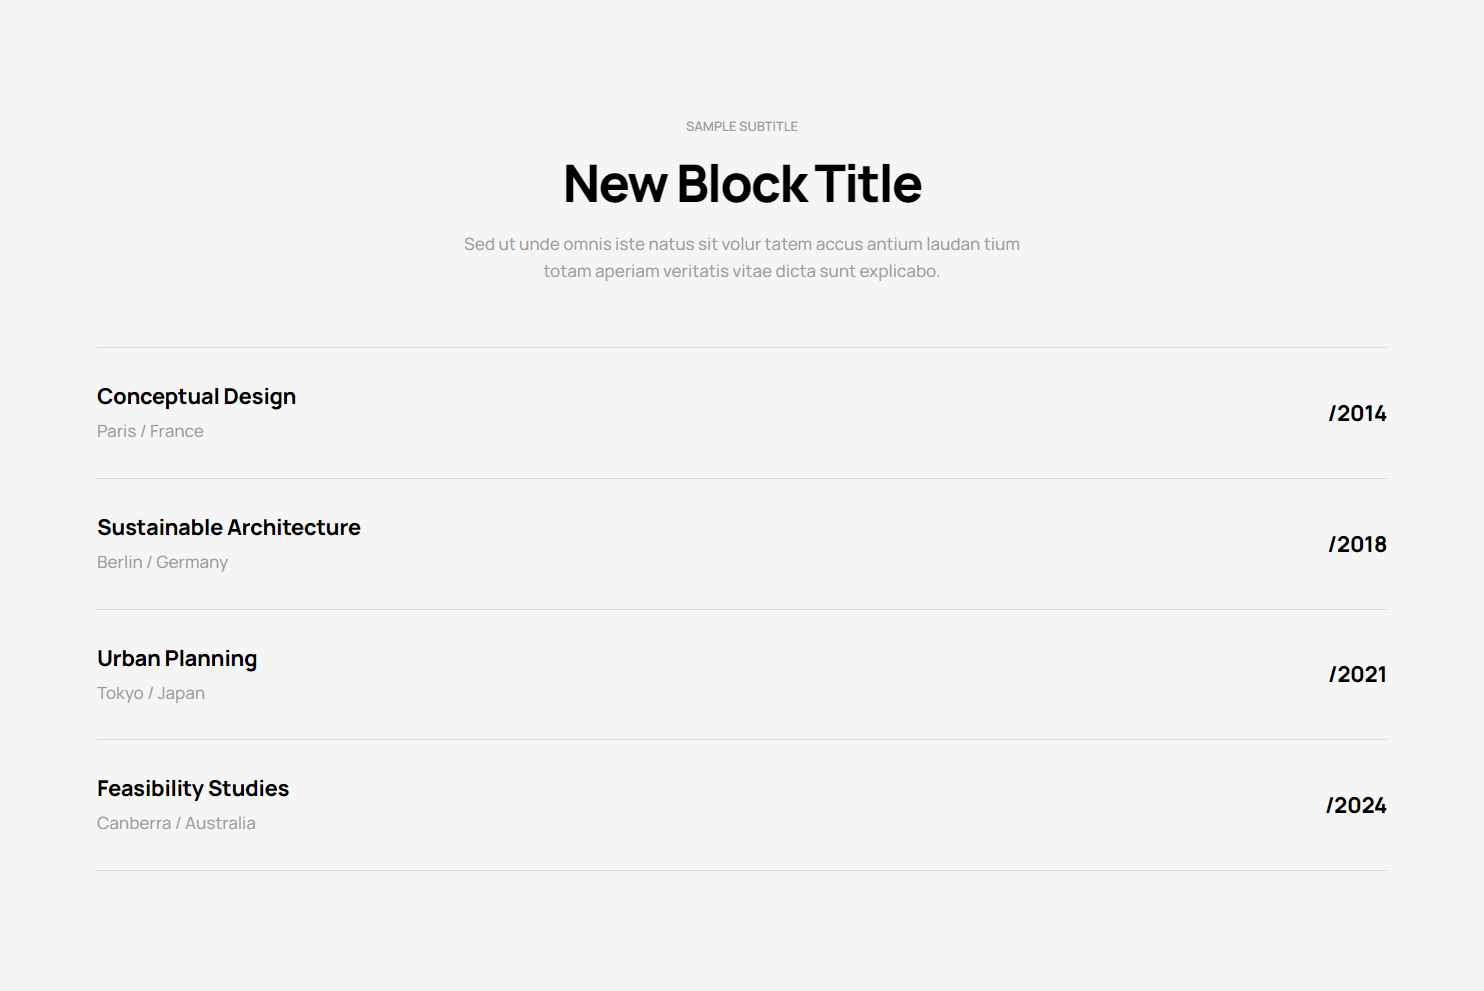 SAMPLE SUBTITLE
New Block Title
Sed ut unde omnis iste natus sit volur tatem accus antium laudan tium
totam aperiam veritatis vitae dicta sunt explicabo.
Conceptual Design
Paris / France
/2014
Sustainable Architecture
Berlin / Germany
/2018
Urban Planning
Tokyo / Japan
/2021
Feasibility Studies
Canberra / Australia
/2024